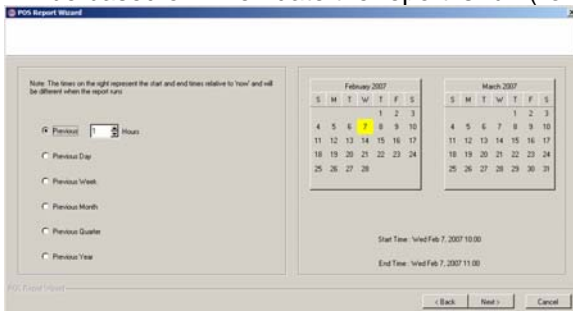 POS Report Wizard
Note: The times on the right represent the start and end times relative to 'now' and will
be different when the report runs
Previous 1 Hours
Previous Day
Previous Week
Previous Month
Previous Quarter
Previous Year
February 2007
S M T W T F S
1 2 3
4 5 6 7 8 9 10
11 12 13 14 15 16 17
18 19 20 21 22 23 24
25 26 27 28
March 2007
S M T W T F S
1 2 3
4 5 6 7 8 9 10
11 12 13 14 15 16 17
18 19 20 21 22 23 24
25 26 27 28 29 30 31
Start Time : Wed Feb 7, 2007 10:00
End Time : Wed Feb 7, 2007 11:00
POS Report Wizard
< Back Next > Cancel